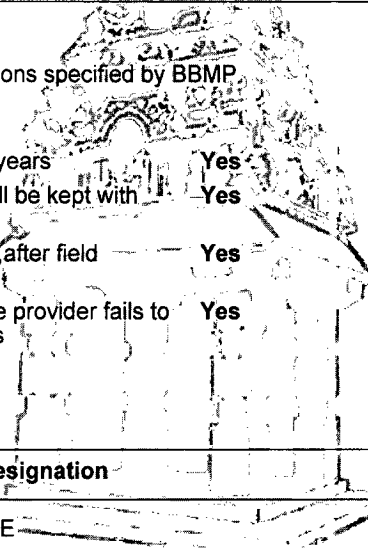 ons specified by BBMP
years Yes
ll be kept with Yes
after field Yes
e provider fails to Yes
s
esignation
E